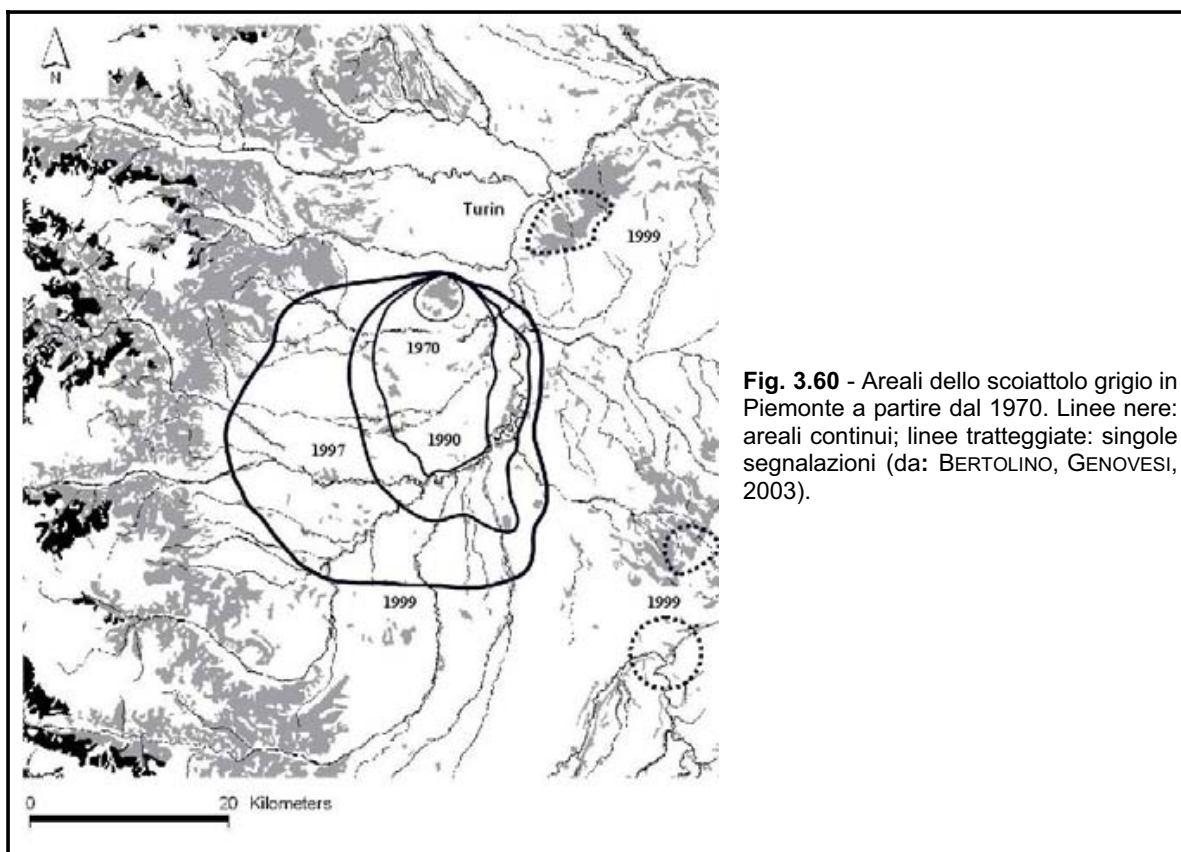 N
Turin
1999
1970
1990
1997
1999
1999
0 20 Kilometers
Fig. 3.60 - Areali dello scoiattolo grigio in
Piemonte a partire dal 1970. Linee nere:
areali continui; linee tratteggiate: singole
segnalazioni (da: BERTOLINO, GENOVESI,
2003).